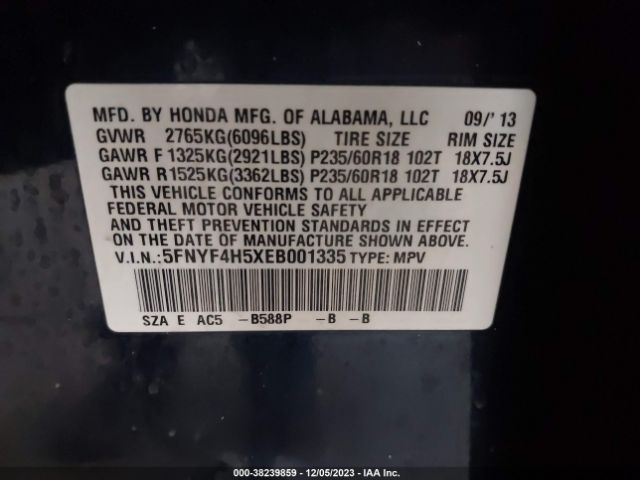 MFD. BY HONDA MFG. OF ALABAMA, LLC 09/'13
GVWR 2765KG(6096LBS) TIRE SIZE RIM SIZE
GAWR F 1325KG(2921LBS) P235/60R18 102T 18X7.5J
GAWR R1525KG(3362LBS) P235/60R18 102T 18X7.5J
THIS VEHICLE CONFORMS TO ALL APPLICABLE
FEDERAL MOTOR VEHICLE SAFETY
AND THEFT PREVENTION STANDARDS IN EFFECT
ON THE DATE OF MANUFACTURE SHOWN ABOVE.
V.I.N.:5FNYF4H5XEB001335 TYPE: MPV
SZA E AC5 -B588P -B -B
000-38239859 - 12/05/2023 - IAAI.com